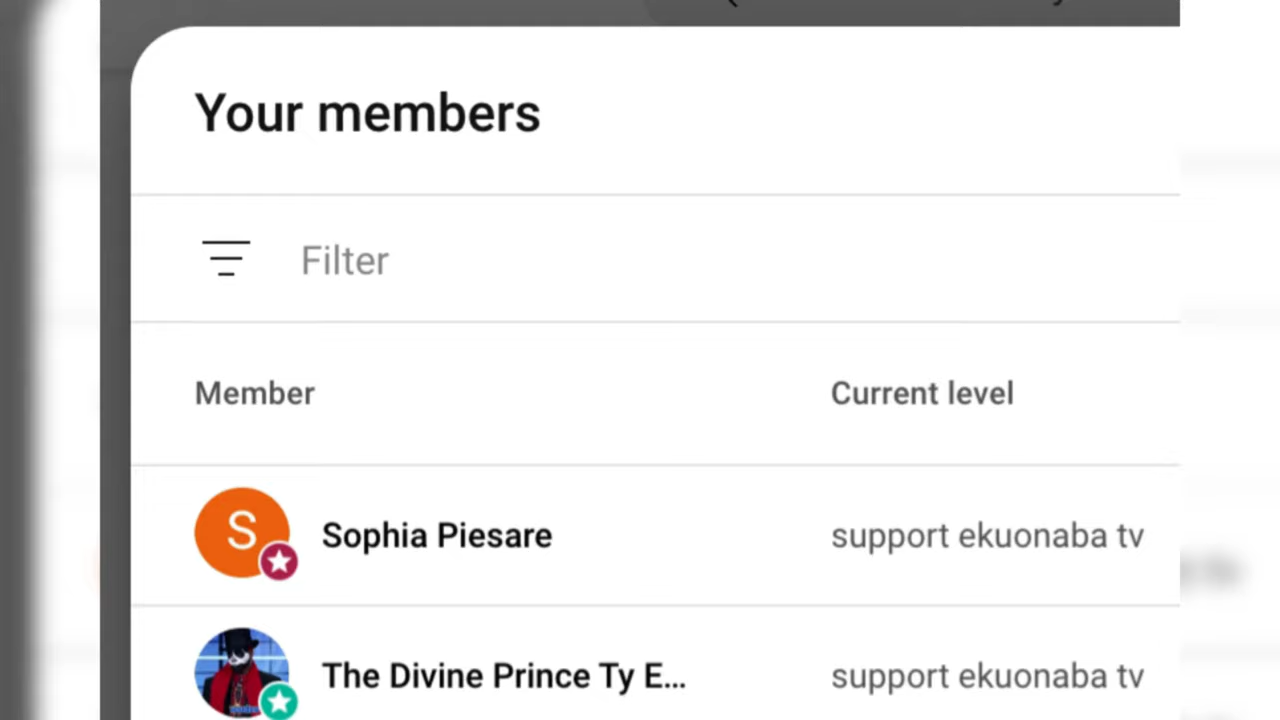 Your members
Filter
Member Current level
S Sophia Piesare support ekuonaba tv
The Divine Prince Ty E... support ekuonaba tv